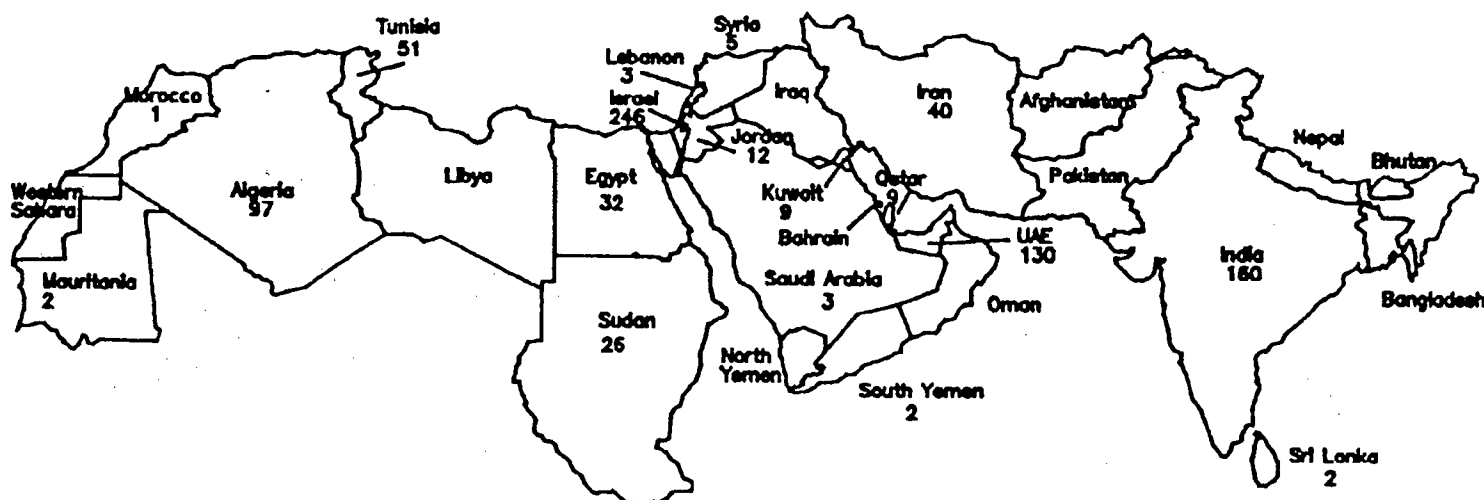 Tunisia
51
Syria
5
Lebanon
3
Israel
246
Morocco
1
Iraq
Iran
40
Afghanistan
Jordan
12
Nepal
Bhutan
Western
Sahara
Algeria
97
Libya
Egypt
32
Kuwait
9
Qatar
9
Pakistan
Bahrain
UAE
130
India
160
Mauritania
2
Saudi Arabia
3
Oman
Bangladesh
Sudan
26
North
Yemen
South Yemen
2
Sri Lanka
2